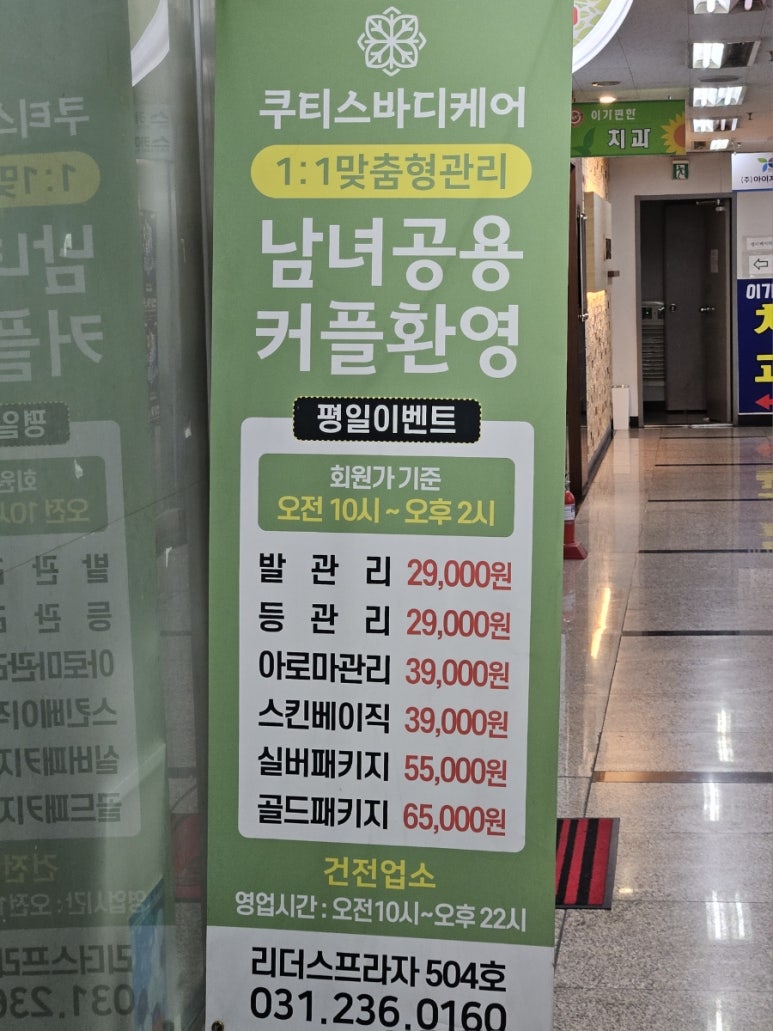 쿠티스바디케어
1:1맞춤형관리
남녀공용
커플환영
평일이벤트
회원가 기준
오전 10시 ~ 오후 2시
발 관 리 29,000원
등 관 리 29,000원
아로마관리 39,000원
스킨베이직 39,000원
실버패키지 55,000원
골드패키지 65,000원
건전업소
영업시간 : 오전10시~오후 22시
리더스프라자 504호
031.236.0160
이가편한
치과